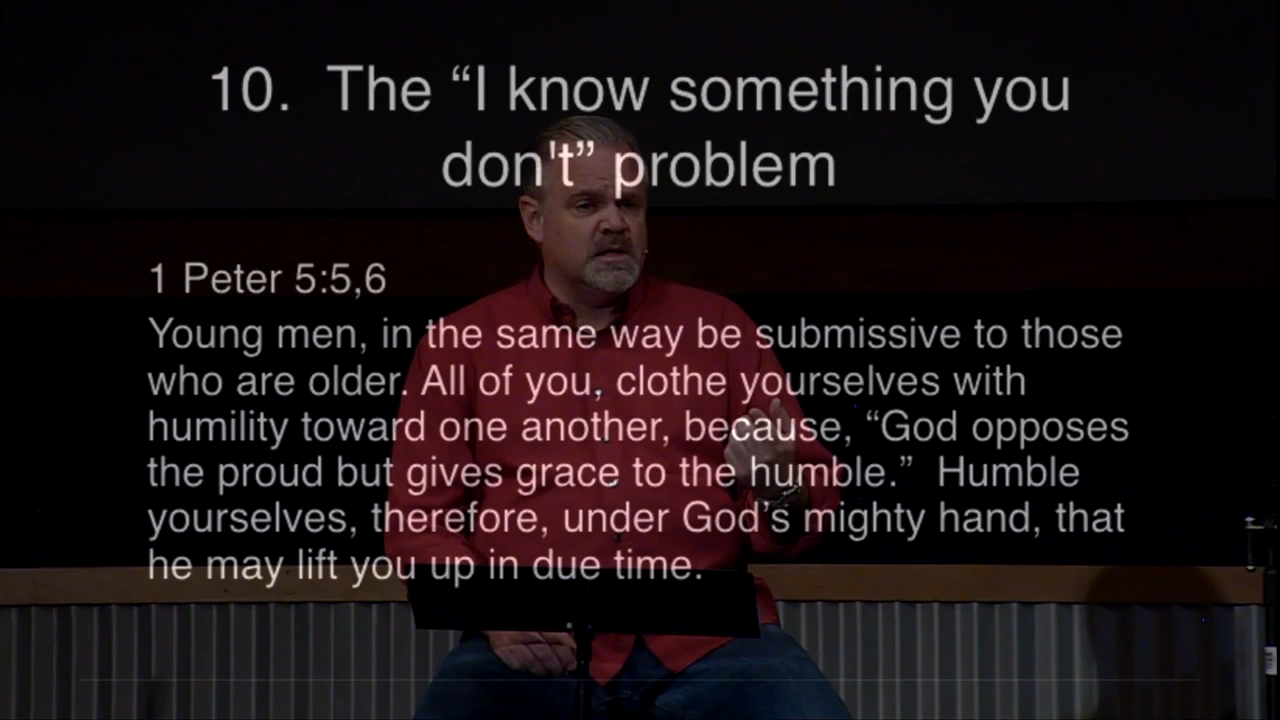 10. The “I know something you
don't” problem
1 Peter 5:5,6
Young men, in the same way be submissive to those
who are older. All of you, clothe yourselves with
humility toward one another, because, “God opposes
the proud but gives grace to the humble.” Humble
yourselves, therefore, under God’s mighty hand, that
he may lift you up in due time.